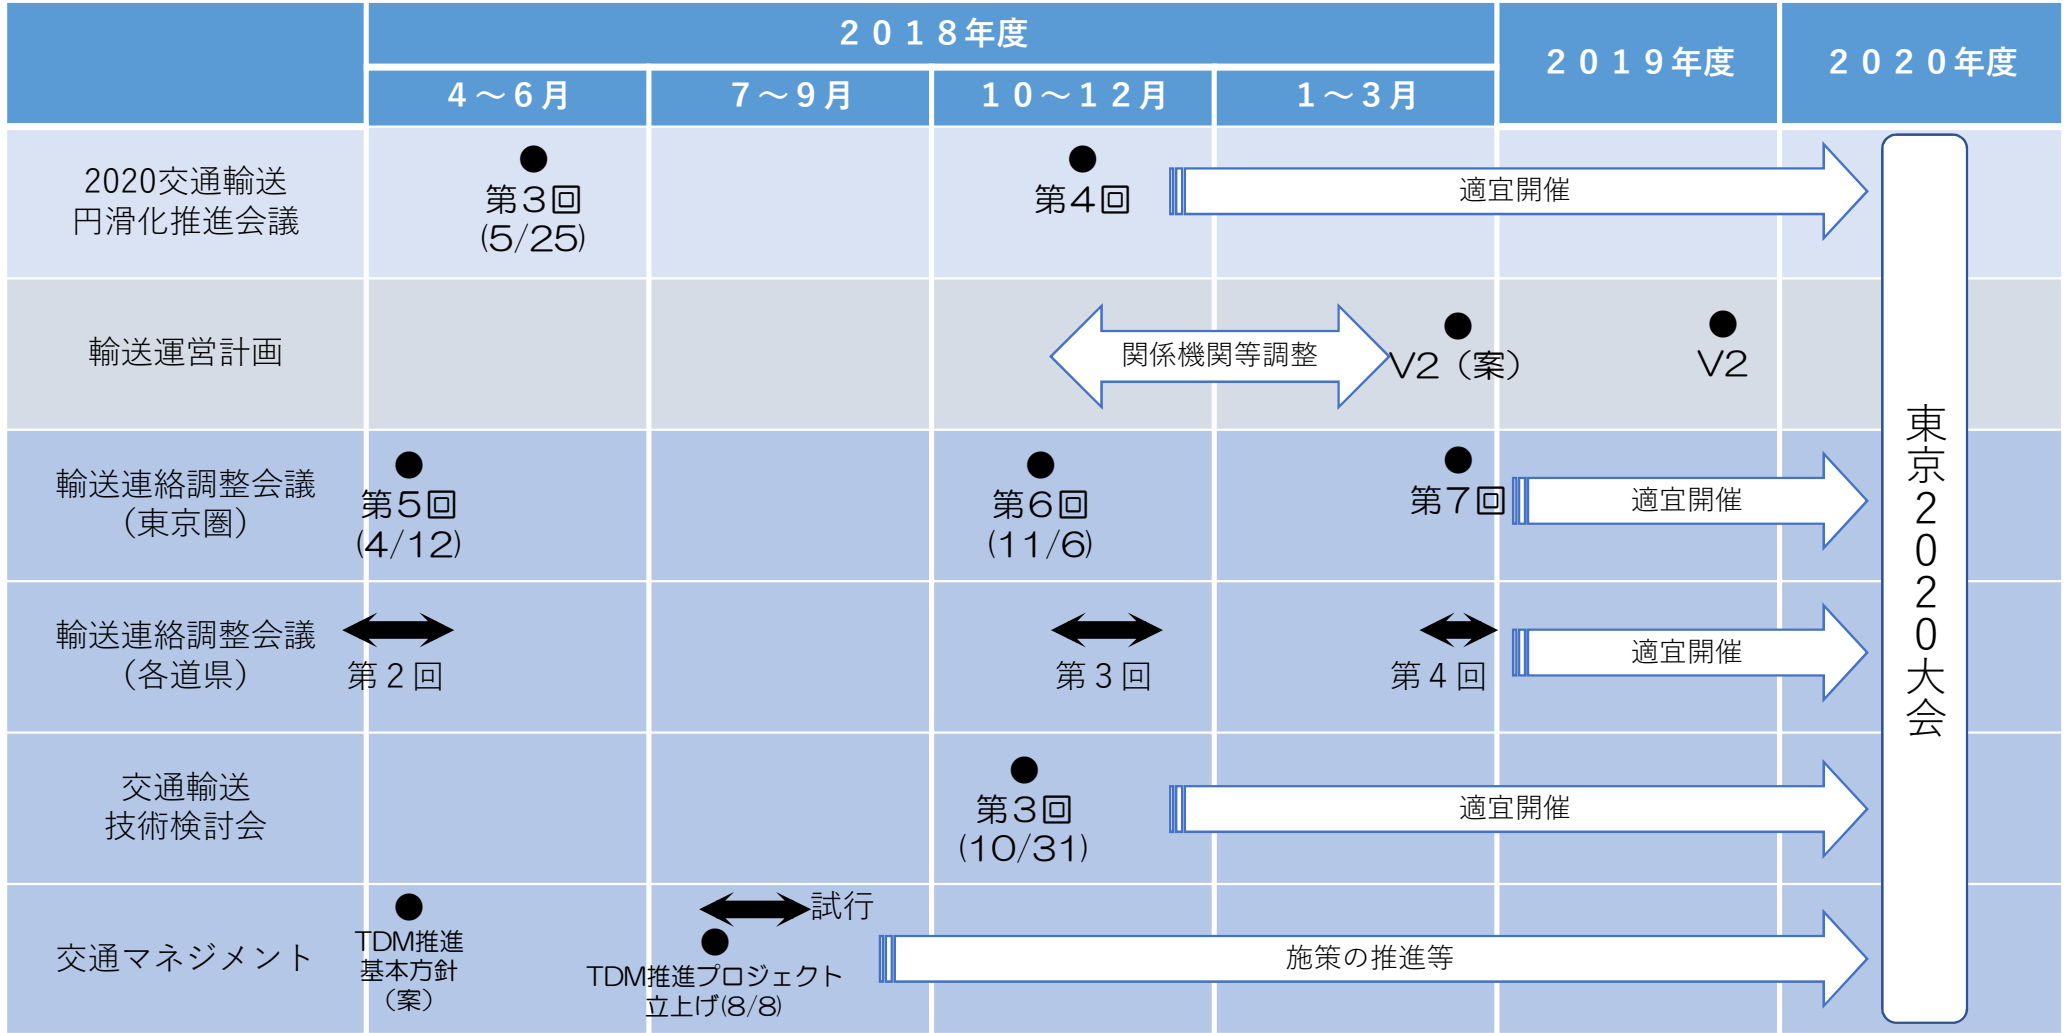 ２０１８年度
２０１９年度
２０２０年度
４～６月
７～９月
１０～１２月
１～３月
2020交通輸送
円滑化推進会議
第３回
(5/25)
第４回
適宜開催
輸送運営計画
関係機関等調整
V2（案）
V2
輸送連絡調整会議
（東京圏）
第５回
(4/12)
第６回
(11/6)
第７回
適宜開催
輸送連絡調整会議
（各道県）
第２回
第３回
第４回
適宜開催
交通輸送
技術検討会
第３回
(10/31)
適宜開催
交通マネジメント
TDM推進
基本方針
（案）
試行
TDM推進プロジェクト
立上げ(8/8)
施策の推進等
東京２０２０大会